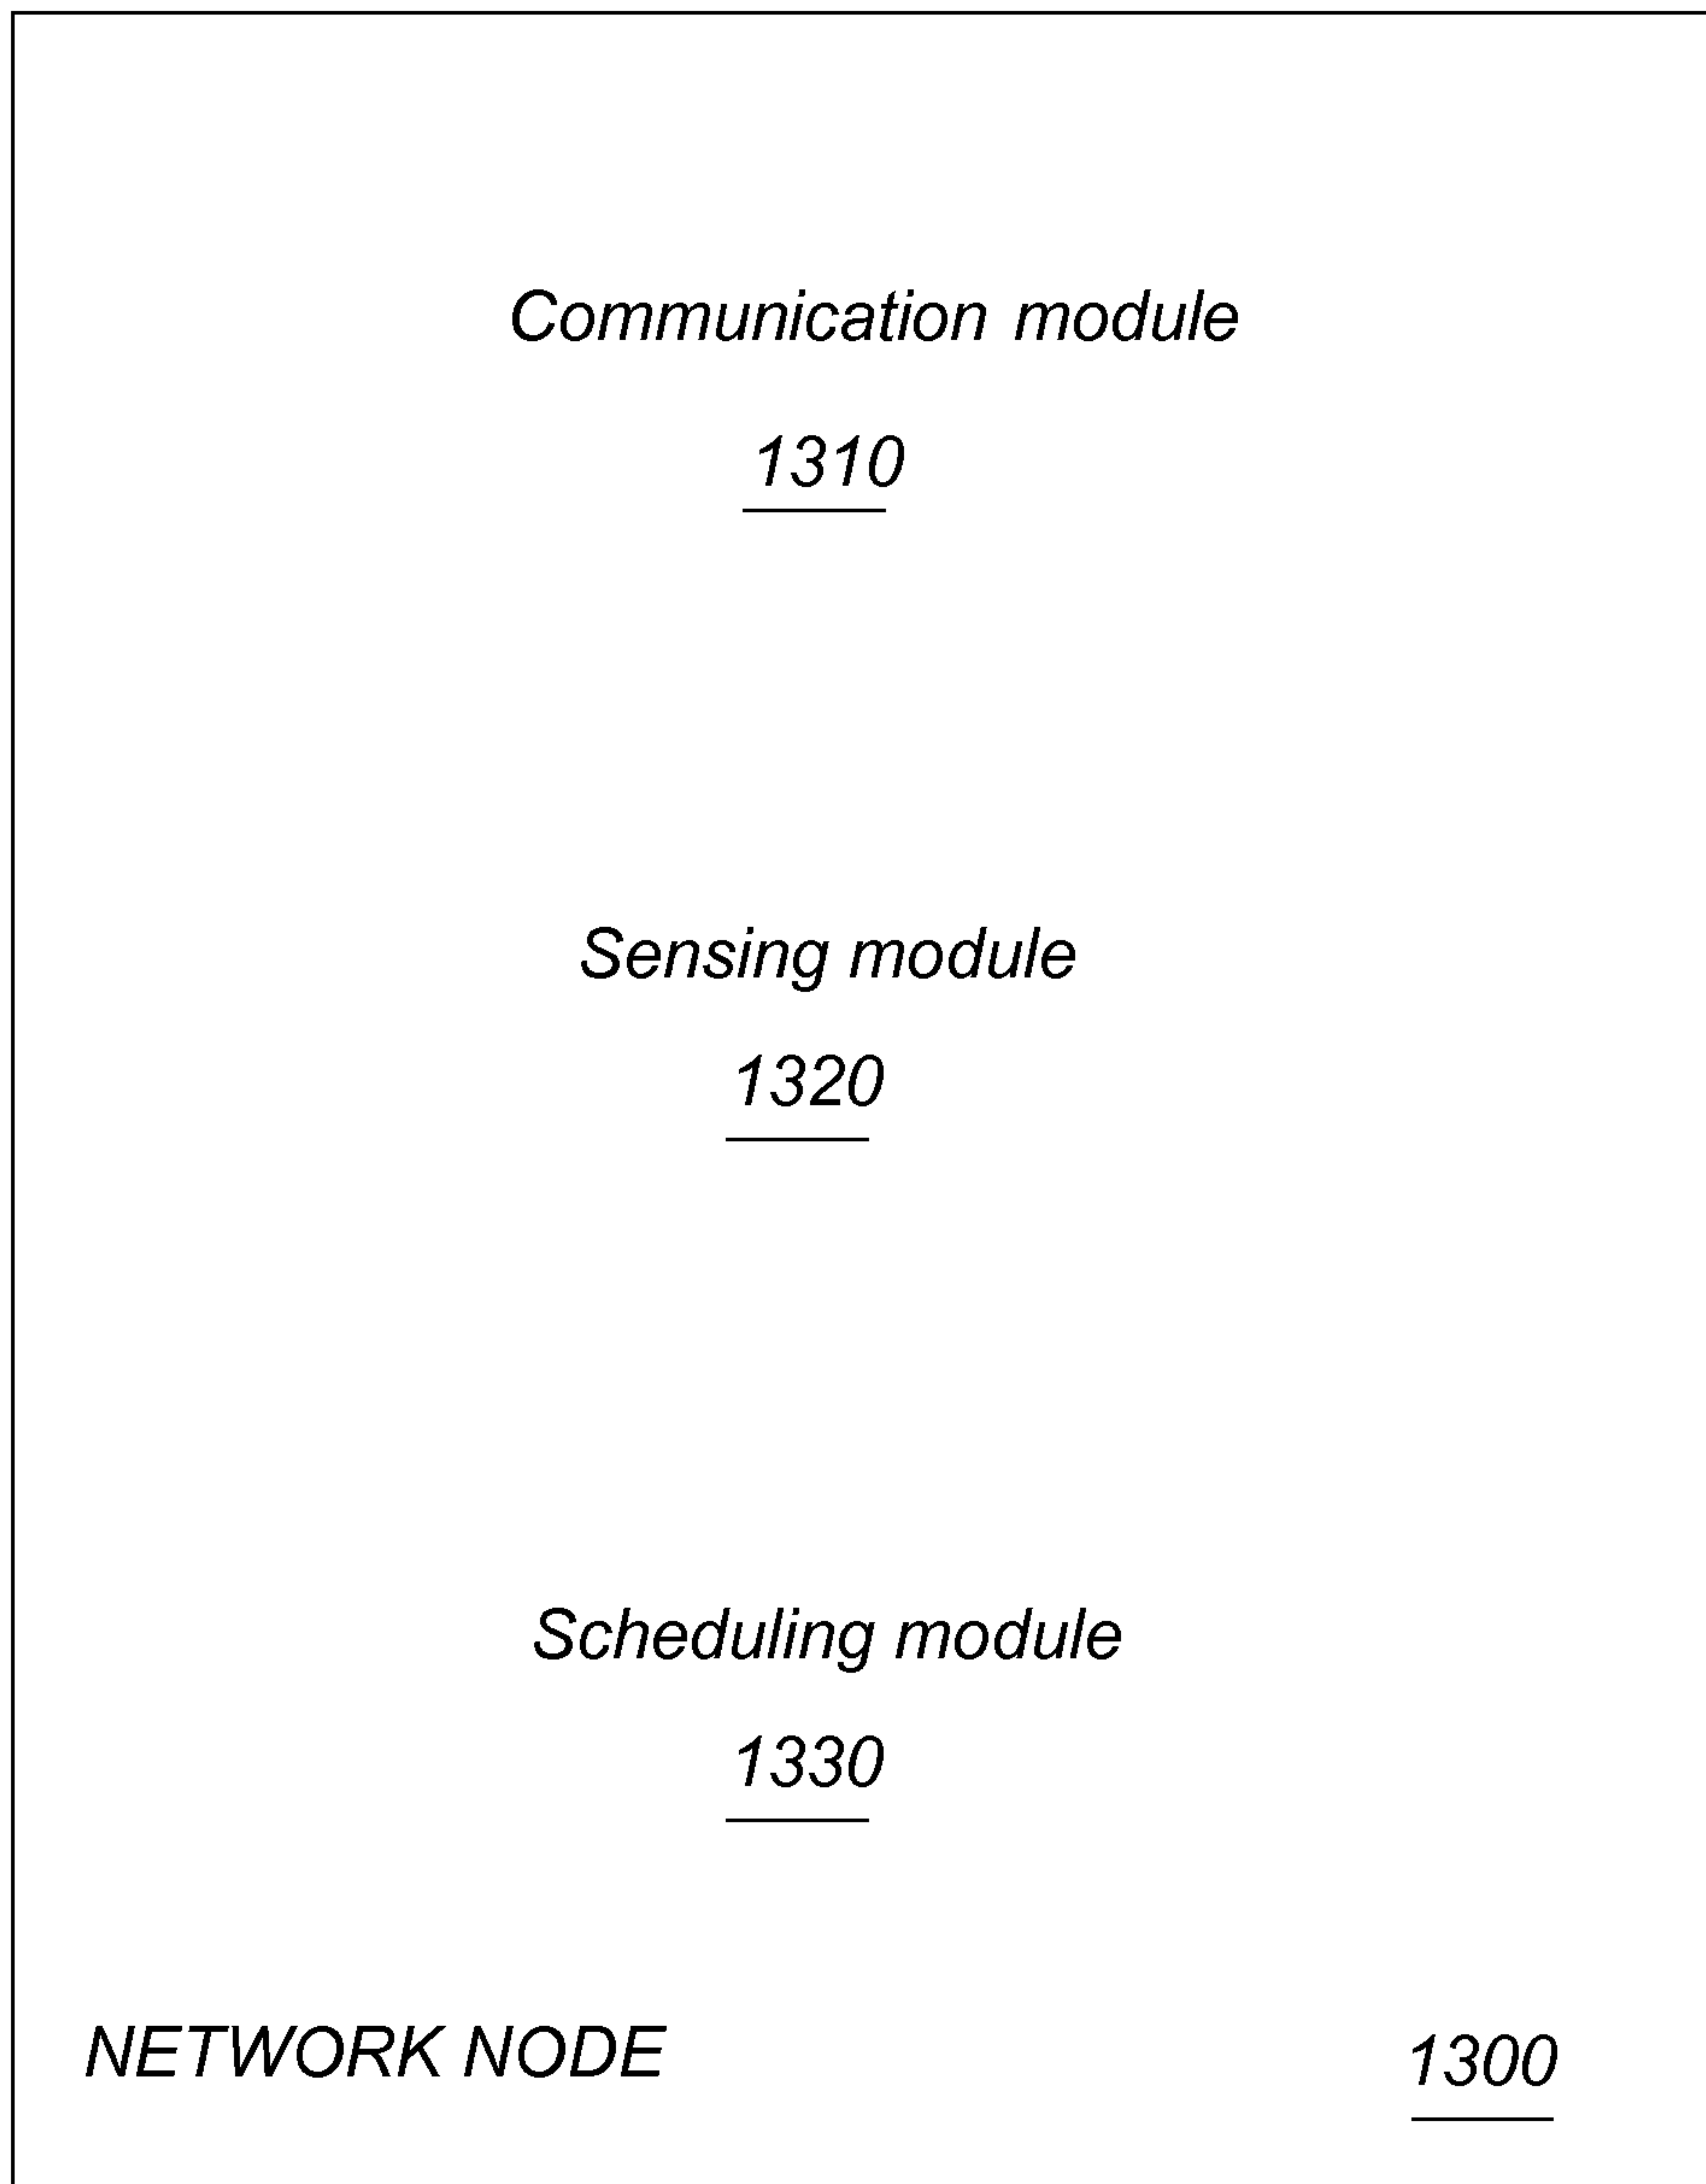 Communication module
1310
Sensing module
1320
Scheduling module
1330
NETWORK NODE 1300